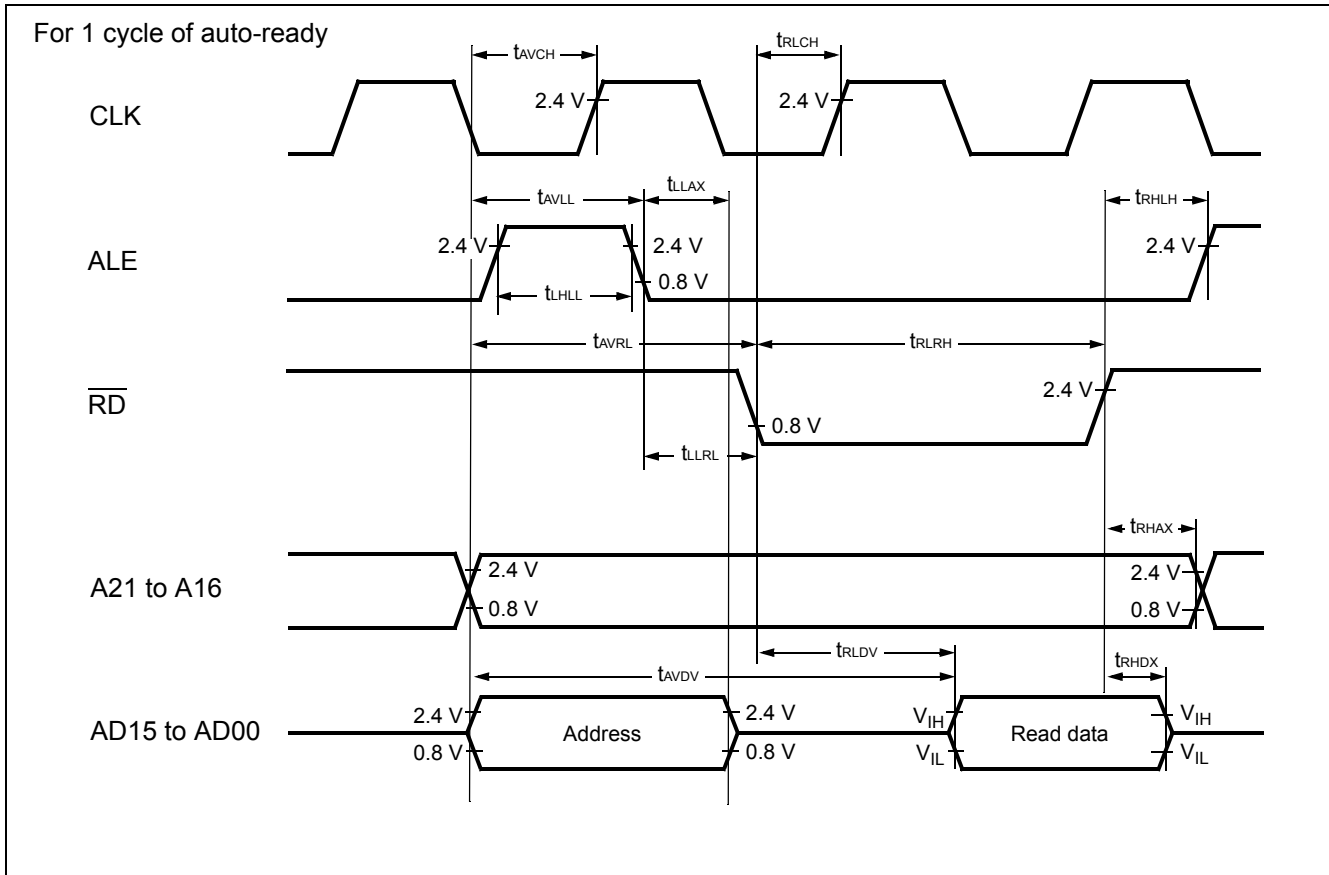 For 1 cycle of auto-ready
tAVCH
tRLCH
CLK
2.4 V
2.4 V
tAVLL
tLLAX
tRHLH
ALE
2.4 V
2.4 V
0.8 V
2.4 V
tLHLL
tAVRL
tRLRH
RD
2.4 V
0.8 V
tLLRL
tRHAX
A21 to A16
2.4 V
0.8 V
2.4 V
0.8 V
tRLDV
tAVDV
tRHDX
AD15 to AD00
2.4 V
0.8 V
Address
2.4 V
0.8 V
VIH
VIL
Read data
VIH
VIL